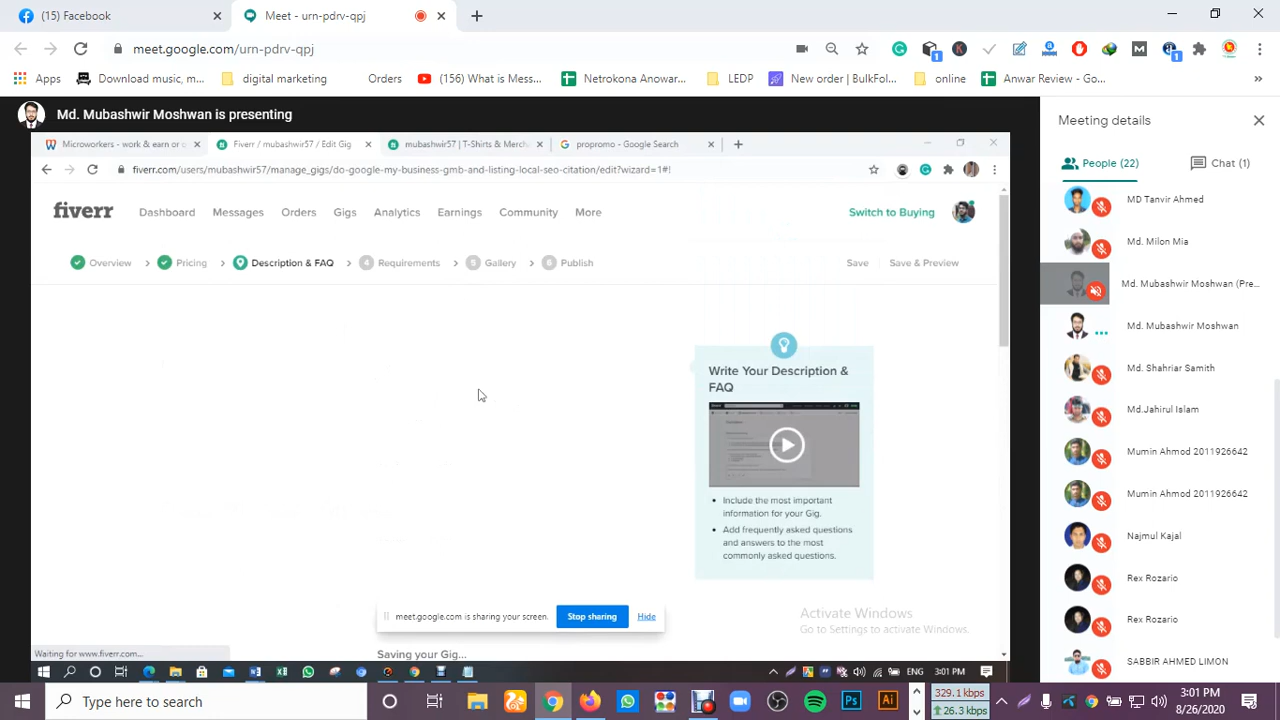 (15) Facebook
Meet - urn-pdrv-qpj
meet.google.com/urn-pdrv-qpj
Apps
Download music, m...
digital marketing
Orders
(156) What is Mess...
Netrokona Anowar...
LEDP
New order | BulkFol...
online
Anwar Review - Go...
»
Md. Mubashwir Moshwan is presenting
Microworkers - work & earn or
Fiverr / mubashwir57 / Edit Gig
mubashwir57 | T-Shirts & Merch
propromo - Google Search
fiverr.com/users/mubashwir57/manage_gigs/do-google-my-business-gmb-and-listing-local-seo-citation/edit?wizard=1#!
fiverr
Dashboard
Messages
Orders
Gigs
Analytics
Earnings
Community
More
Switch to Buying
Overview
Pricing
Description & FAQ
4 Requirements
5 Gallery
6 Publish
Save
Save & Preview
Write Your Description &
FAQ
• Include the most important
information for your Gig.
• Add frequently asked questions
and answers to the most
commonly asked questions.
meet.google.com is sharing your screen.
Stop sharing
Hide
Activate Windows
Go to Settings to activate Windows.
Waiting for www.fiverr.com...
Saving your Gig...
ENG
3:01 PM
Meeting details
People (22)
Chat (1)
MD Tanvir Ahmed
Md. Milon Mia
Md. Mubashwir Moshwan (Pre...
Md. Mubashwir Moshwan
Md. Shahriar Samith
Md.Jahirul Islam
Mumin Ahmod 2011926642
Mumin Ahmod 2011926642
Najmul Kajal
Rex Rozario
Rex Rozario
SABBIR AHMED LIMON
Type here to search
329.1 kbps
26.3 kbps
3:01 PM
8/26/2020